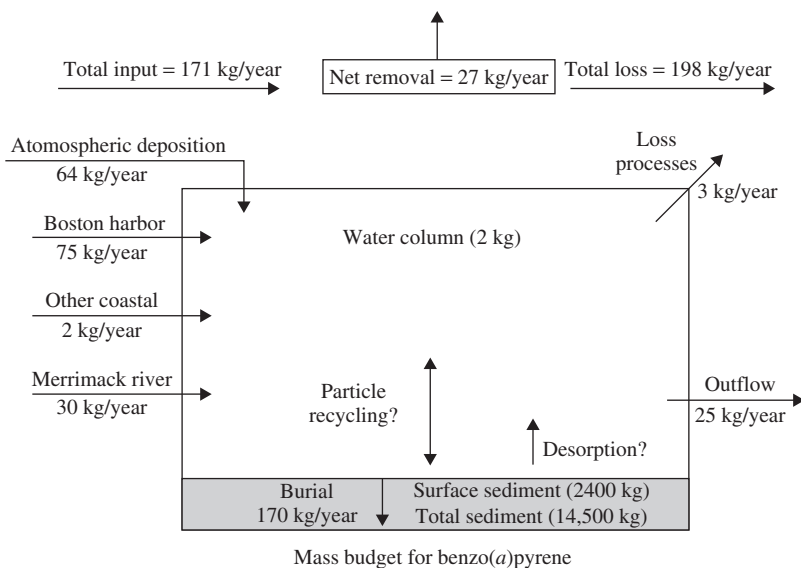 Total input = 171 kg/year
Net removal = 27 kg/year
Total loss = 198 kg/year
Atomospheric deposition
64 kg/year
Loss
processes
3 kg/year
Boston harbor
75 kg/year
Water column (2 kg)
Other coastal
2 kg/year
Merrimack river
30 kg/year
Particle
recycling?
Outflow
25 kg/year
Desorption?
Burial
170 kg/year
Surface sediment (2400 kg)
Total sediment (14,500 kg)
Mass budget for benzo(a)pyrene